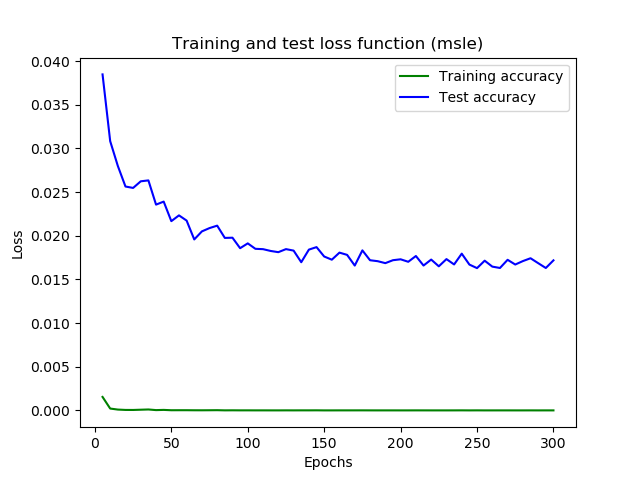 Training and test loss function (msle)
Training accuracy
Test accuracy
0.040
0.035
0.030
0.025
0.020
0.015
0.010
0.005
0.000
Loss
0 50 100 150 200 250 300
Epochs